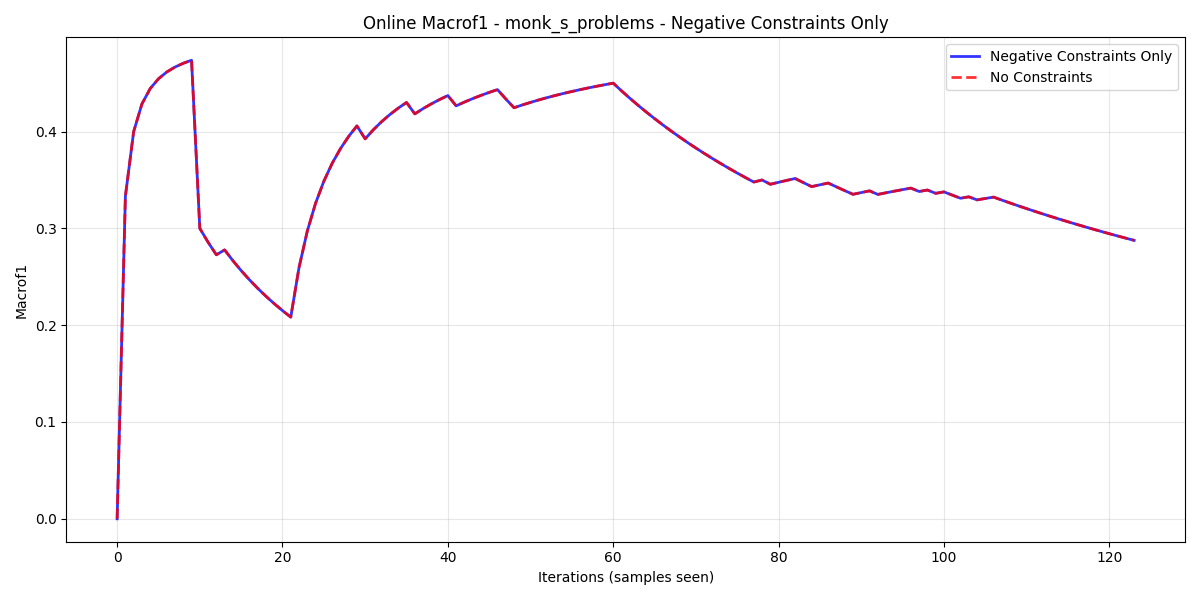 Online Macrof1 - monk_s_problems - Negative Constraints Only
Negative Constraints Only
No Constraints
Macrof1
0.4
0.3
0.2
0.1
0.0
0 20 40 60 80 100 120
Iterations (samples seen)